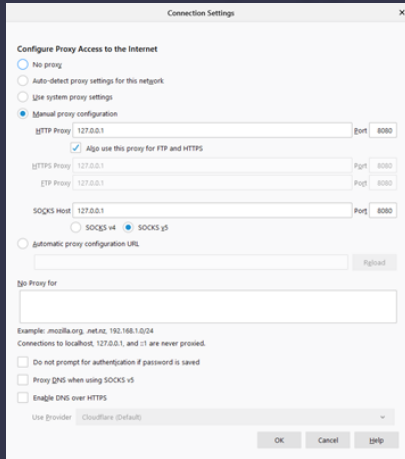 Connection Settings
Configure Proxy Access to the Internet
No proxy
Auto-detect proxy settings for this network
Use system proxy settings
Manual proxy configuration
HTTP Proxy 127.0.0.1 Port 8080
Also use this proxy for FTP and HTTPS
HTTPS Proxy 127.0.0.1 Port 8080
FTP Proxy 127.0.0.1 Port 8080
SOCKS Host 127.0.0.1 Port 8080
SOCKS v4 SOCKS v5
Automatic proxy configuration URL
Reload
No Proxy for
Example: .mozilla.org, .net.nz, 192.168.1.0/24
Connections to localhost, 127.0.0.1, and ::1 are never proxied.
Do not prompt for authentication if password is saved
Proxy DNS when using SOCKS v5
Enable DNS over HTTPS
Use Provider Cloudflare (Default)
OK Cancel Help